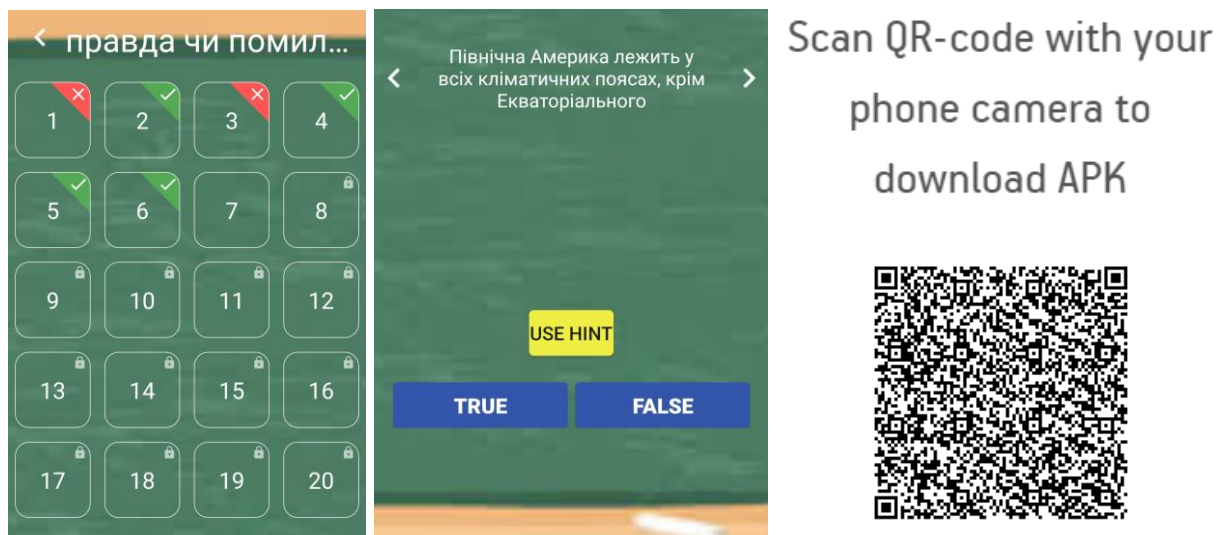 правда чи помил...
1 2 3 4
5 6 7 8
9 10 11 12
13 14 15 16
17 18 19 20
Північна Америка лежить у
всіх кліматичних поясах, крім
Екваторіального
USE HINT
TRUE FALSE
Scan QR-code with your
phone camera to
download APK